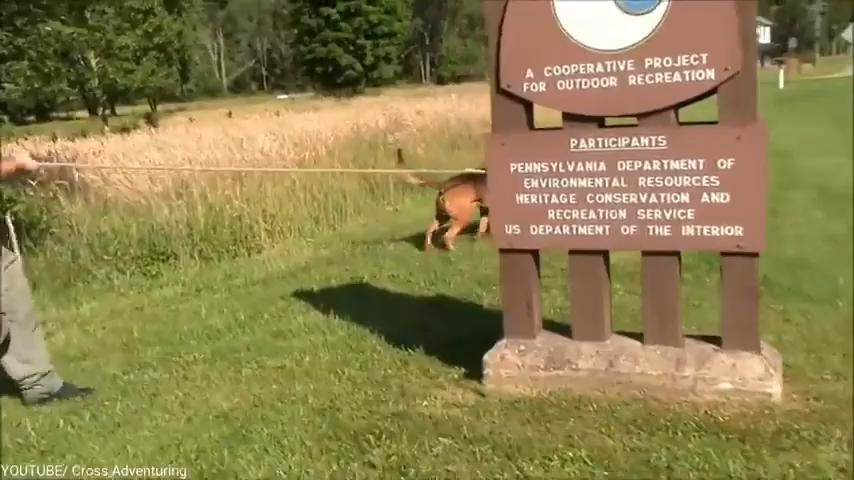 A Cooperative Project
For Outdoor Recreation
Participants
Pennsylvania Department of
Environmental Resources
Heritage Conservation and
Recreation Service
US Department of the Interior
YOUTUBE/ Cross Adventuring